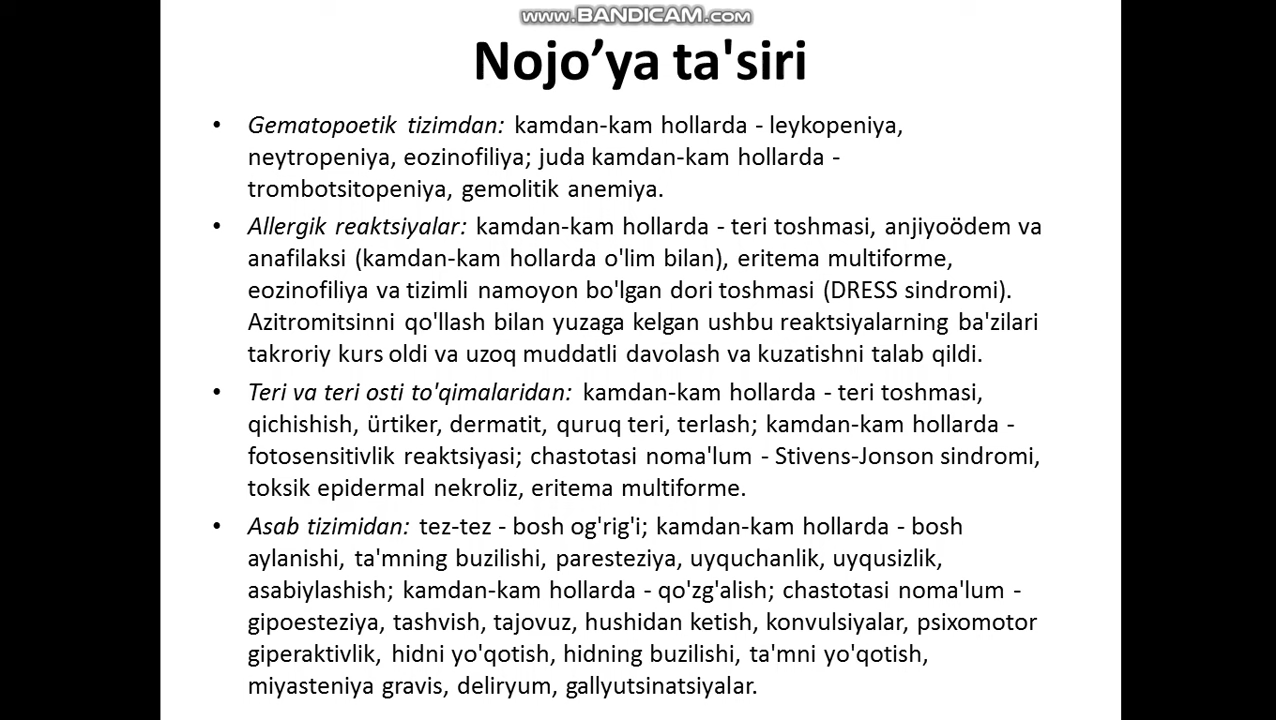 www.BANDICAM.com
Nojo’ya ta'siri
• Gematopoetik tizimdan: kamdan-kam hollarda - leykopeniya,
neytropeniya, eozinofiliya; juda kamdan-kam hollarda -
trombotsitopeniya, gemolitik anemiya.
• Allergik reaktsiyalar: kamdan-kam hollarda - teri toshmasi, anjiyoödem va
anafilaksi (kamdan-kam hollarda o'lim bilan), eritema multiforme,
eozinofiliya va tizimli namoyon bo'lgan dori toshmasi (DRESS sindromi).
Azitromitsinni qo'llash bilan yuzaga kelgan ushbu reaktsiyalarning ba'zilari
takroriy kurs oldi va uzoq muddatli davolash va kuzatishni talab qildi.
• Teri va teri osti to'qimalaridan: kamdan-kam hollarda - teri toshmasi,
qichishish, ürtiker, dermatit, quruq teri, terlash; kamdan-kam hollarda -
fotosensitivlik reaktsiyasi; chastotasi noma'lum - Stivens-Jonson sindromi,
toksik epidermal nekroliz, eritema multiforme.
• Asab tizimidan: tez-tez - bosh og'rig'i; kamdan-kam hollarda - bosh
aylanishi, ta'mning buzilishi, paresteziya, uyquchanlik, uyqusizlik,
asabiylashish; kamdan-kam hollarda - qo'zg'alish; chastotasi noma'lum -
gipoesteziya, tashvish, tajovuz, hushidan ketish, konvulsiyalar, psixomotor
giperaktivlik, hidni yo'qotish, hidning buzilishi, ta'mni yo'qotish,
miyasteniya gravis, deliryum, gallyutsinatsiyalar.